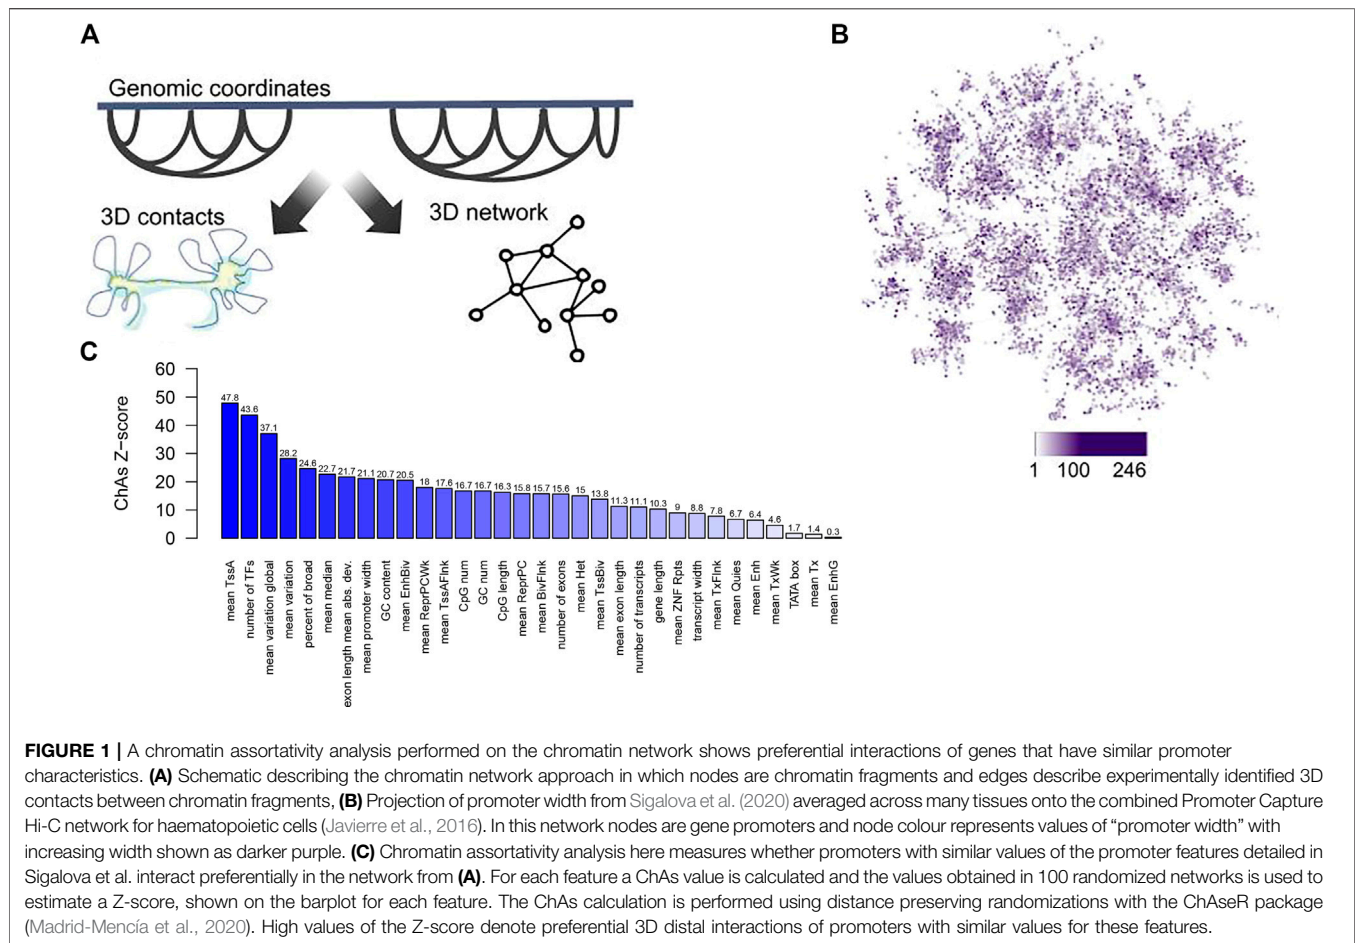 A
Genomic coordinates
3D contacts
3D network
B
1 100 246
C
ChAs Z−score
60
50
40
30
20
10
0
47.8
43.6
37.1
28.2
24.6
22.7
21.7
21.1
20.7
20.5
18
17.6
16.7
16.7
16.3
15.8
15.7
15.6
15
13.8
11.3
11.1
10.3
9
8.8
7.8
6.7
6.4
4.6
1.7
1.4
0.3
mean TssA
number of TFs
mean variation global
mean variation
percent of broad
mean median
exon length mean abs. dev.
mean promoter width
GC content
mean EnhBiv
mean ReprPCWk
mean TssAFlnk
CpG num
GC num
CpG length
mean ReprPC
mean BivFlnk
number of exons
mean Het
mean TssBiv
mean exon length
number of transcripts
gene length
mean ZNF Rpts
transcript width
mean TxFlnk
mean Quies
mean Enh
mean TxWk
TATA box
mean Tx
mean EnhG
FIGURE 1 | A chromatin assortativity analysis performed on the chromatin network shows preferential interactions of genes that have similar promoter
characteristics. (A) Schematic describing the chromatin network approach in which nodes are chromatin fragments and edges describe experimentally identified 3D
contacts between chromatin fragments, (B) Projection of promoter width from Sigalova et al. (2020) averaged across many tissues onto the combined Promoter Capture
Hi-C network for haematopoietic cells (Javierre et al., 2016). In this network nodes are gene promoters and node colour represents values of “promoter width” with
increasing width shown as darker purple. (C) Chromatin assortativity analysis here measures whether promoters with similar values of the promoter features detailed in
Sigalova et al. interact preferentially in the network from (A). For each feature a ChAs value is calculated and the values obtained in 100 randomized networks is used to
estimate a Z-score, shown on the barplot for each feature. The ChAs calculation is performed using distance preserving randomizations with the ChAseR package
(Madrid-Mencía et al., 2020). High values of the Z-score denote preferential 3D distal interactions of promoters with similar values for these features.